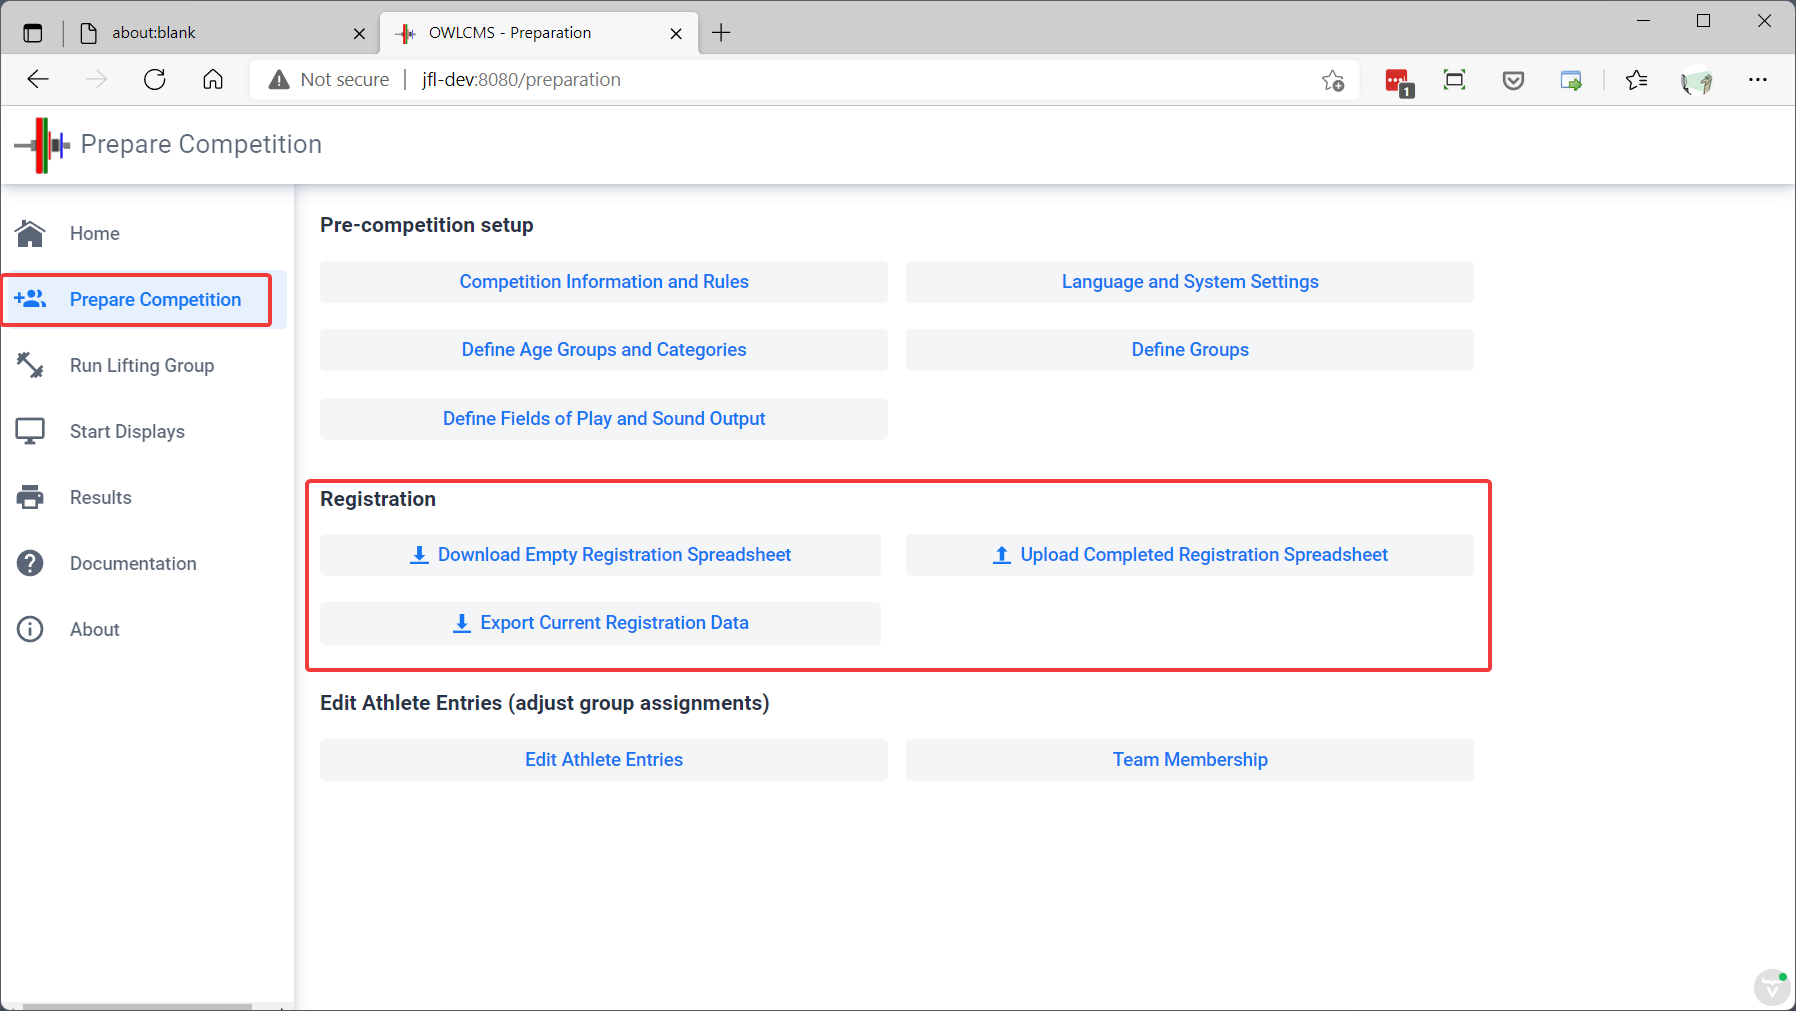 about:blank
OWLCMS - Preparation
Not secure
jfl-dev:8080/preparation
1
Prepare Competition
Home
Prepare Competition
Run Lifting Group
Start Displays
Results
Documentation
About
Pre-competition setup
Competition Information and Rules
Language and System Settings
Define Age Groups and Categories
Define Groups
Define Fields of Play and Sound Output
Registration
Download Empty Registration Spreadsheet
Upload Completed Registration Spreadsheet
Export Current Registration Data
Edit Athlete Entries (adjust group assignments)
Edit Athlete Entries
Team Membership